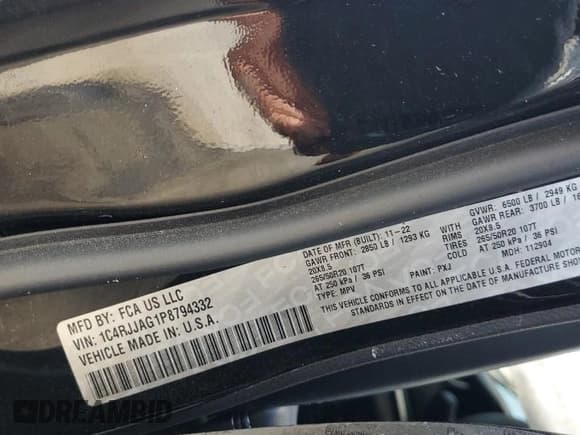 MFD BY: FCA US LLC
VIN: 1C4RJJAG1P8794332
VEHICLE MADE IN: U.S.A.
DATE OF MFR (BUILT): 11-22 GVWR: 6500 LB / 2949 KG
GAWR FRONT: 2850 LB / 1293 KG WITH GAWR REAR: 3700 LB /
20X8.5 RIMS 20X8.5
265/50R20 107T TIRES 265/50R20 107T
AT 250 kPa / 36 PSI COLD AT 250 kPa / 36 PSI
TYPE: MPV PAINT: PXJ MDH: 112904
THIS VEHICLE CONFORMS TO ALL APPLICABLE U.S.A. FEDERAL MOTOR
IN EFFECT ON THE DATE OF MANUFACTURE SHOW
DREAMBID